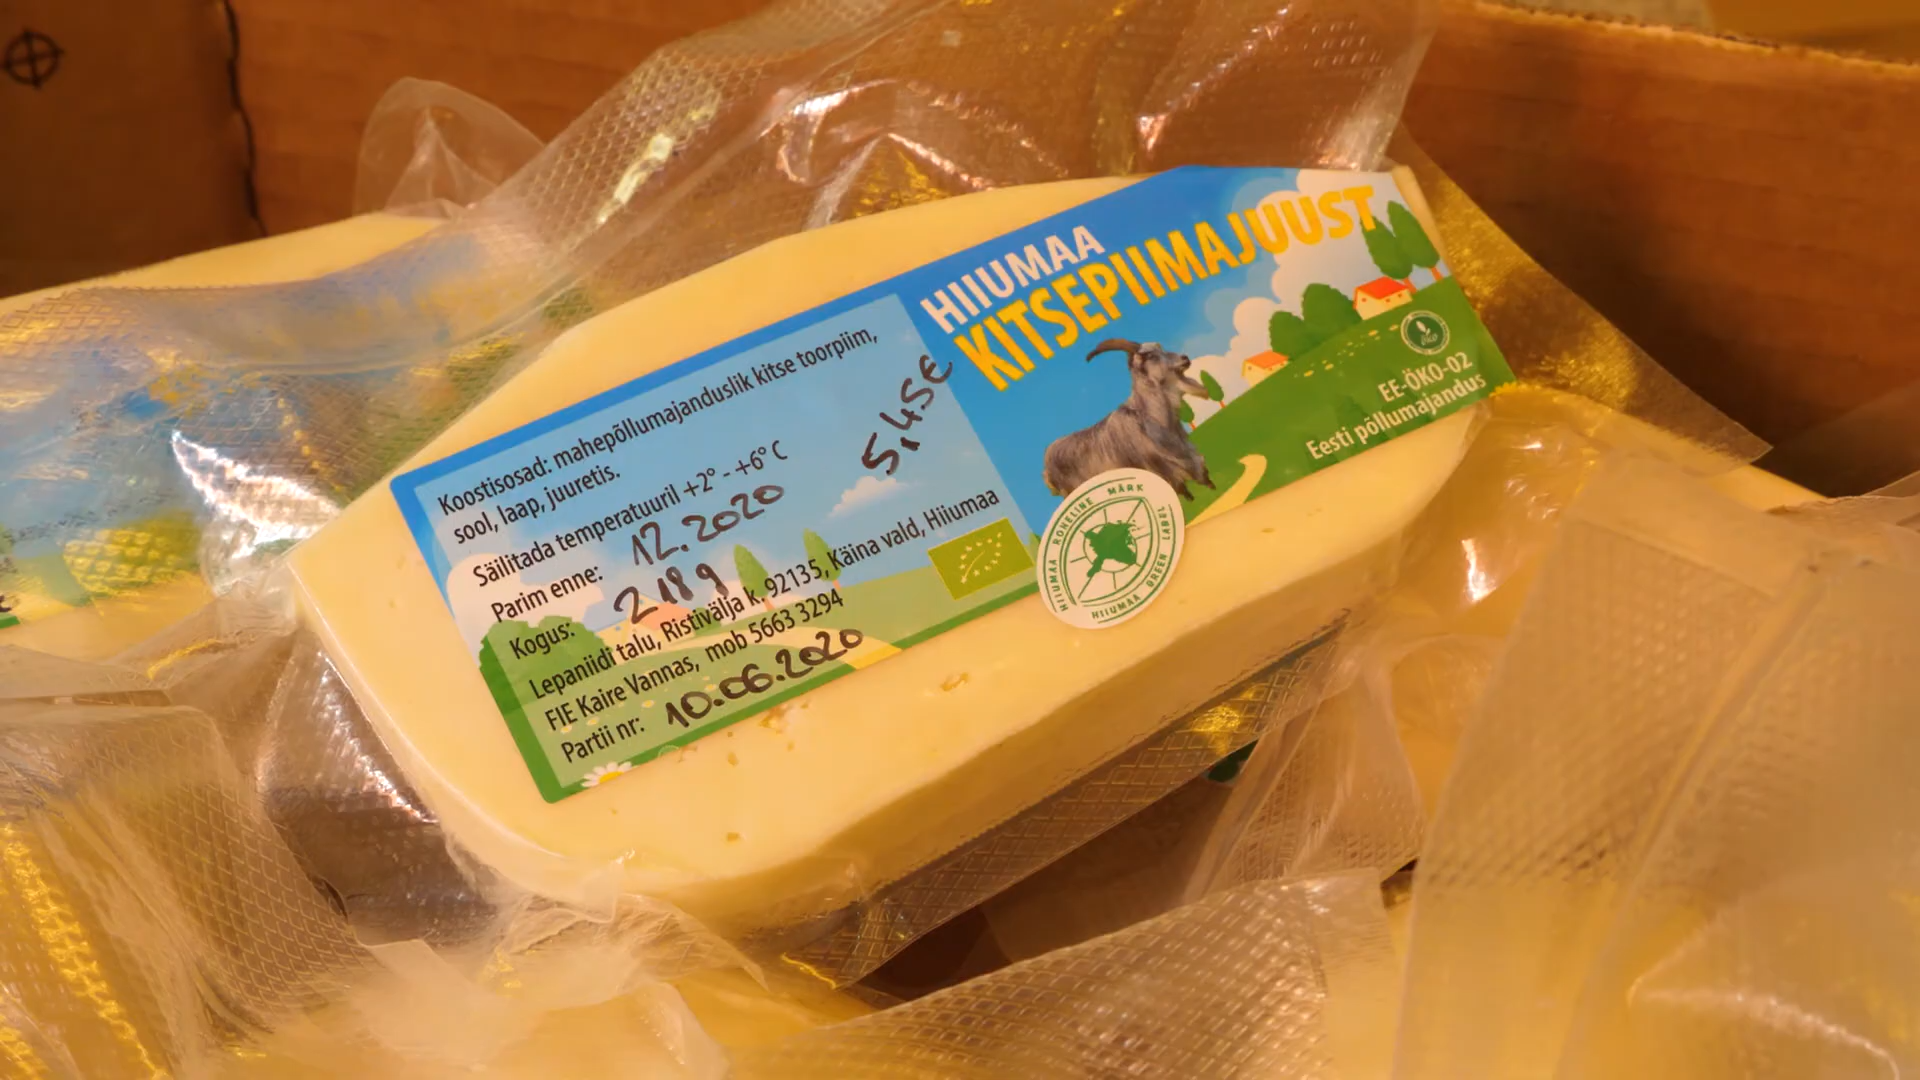 HIIUMAA
KITSEPIIMAJUUST
Koostisosad: mahepõllumajanduslik kitse toorpiim,
sool, laap, juuretis.
Säilitada temperatuuril +2° - +6° C
Parim enne: 12.2020
5,45€
Kogus: 218 g
Lepaniidi talu, Ristivälja k. 92135, Käina vald, Hiiumaa
FIE Kaire Vannas, mob 5663 3294
Partii nr: 10.06.2020
ÖKO
EE-ÖKO-02
Eesti põllumajandus
HIIUMAA ROHELINE MÄRK
HIIUMAA GREEN LABEL